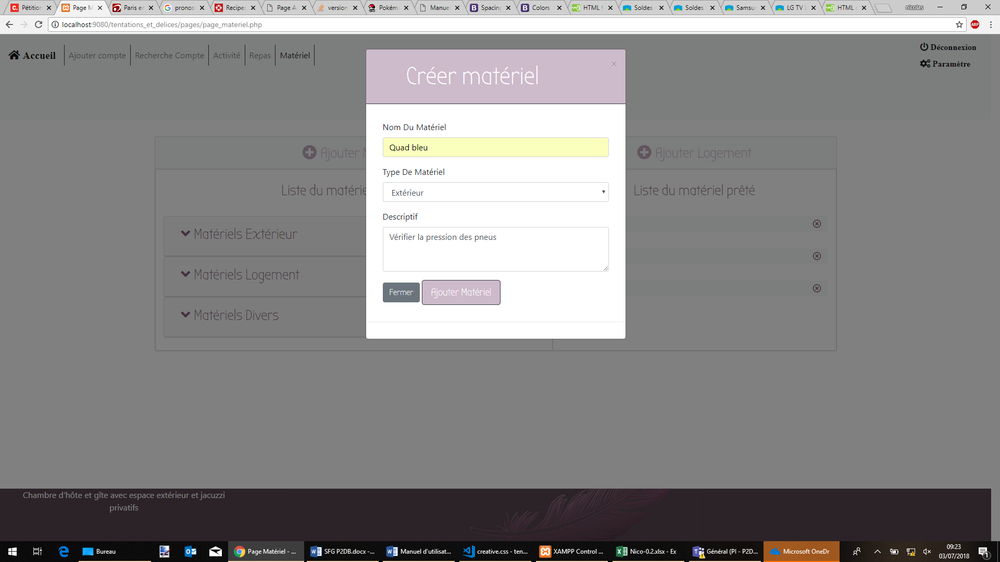 Pétition
Page M
Paris en
pronos
Recipes
Page A
version
Pokém
Manuel
Spacing
Colors
HTML f
Soldes
Soldes
Samsu
LG TV
HTML
nicolas
localhost:9080/tentations_et_delices/pages/page_materiel.php
ABP
Accueil
Ajouter compte
Recherche Compte
Activité
Repas
Matériel
Déconnexion
Paramètre
Créer matériel
×
Nom Du Matériel
Quad bleu
Type De Matériel
Extérieur
Descriptif
Vérifier la pression des pneus
Fermer
Ajouter Matériel
Ajouter M
Ajouter Logement
Liste du matérie
Liste du matériel prêté
Matériels Extérieur
Matériels Logement
Matériels Divers
Chambre d'hôte et gîte avec espace extérieur et jacuzzi
privatifs
Bureau
Page Matériel - ...
SFG P2DB.docx -...
Manuel d'utilisat...
creative.css - ten...
XAMPP Control ...
Nico-0.2.xlsx - Ex
Général (PI - P2D...
Microsoft OneDr
09:23
03/07/2018
1